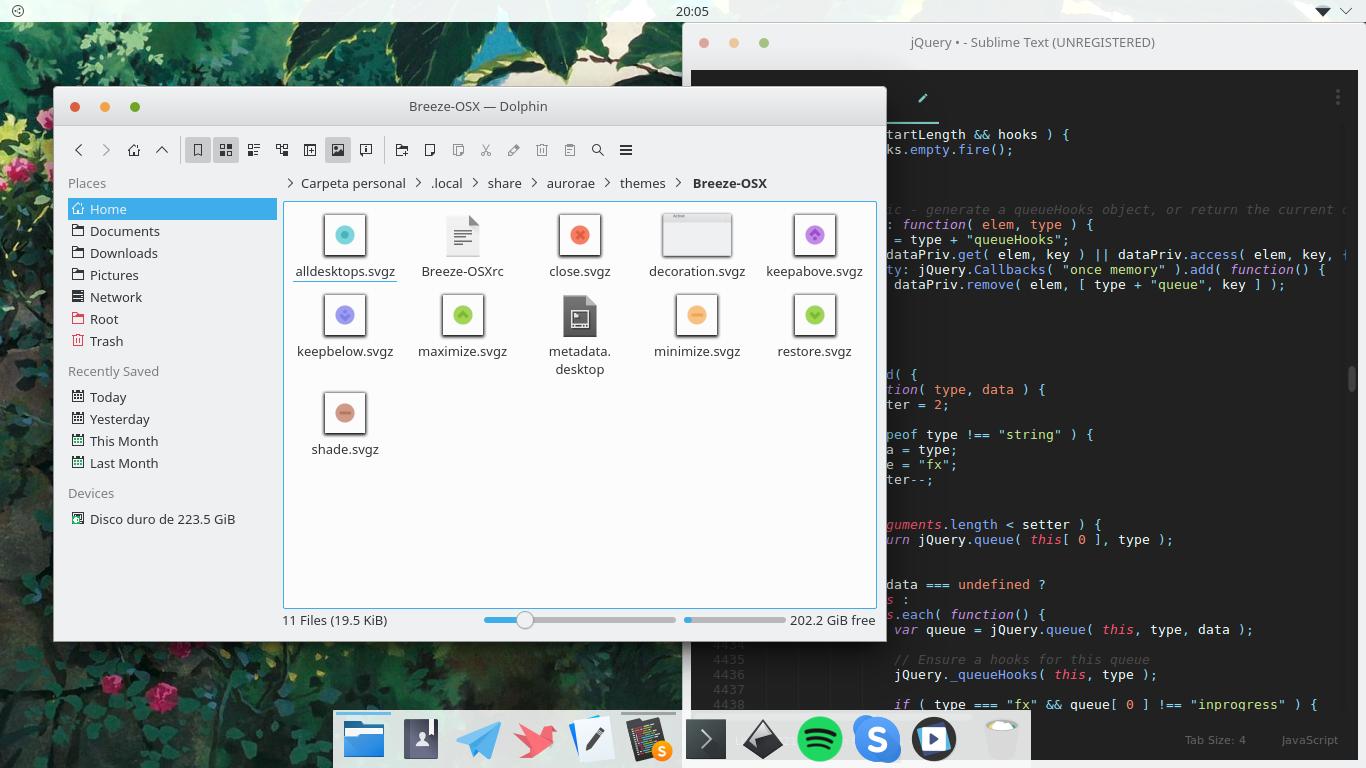 20:05
jQuery • - Sublime Text (UNREGISTERED)
Breeze-OSX — Dolphin
Places
Home
Documents
Downloads
Pictures
Network
Root
Trash
Recently Saved
Today
Yesterday
This Month
Last Month
Devices
Disco duro de 223.5 GiB
Carpeta personal
.local
share
aurorae
themes
Breeze-OSX
alldesktops.svgz
Breeze-OSXrc
close.svgz
decoration.svgz
keepabove.svgz
keepbelow.svgz
maximize.svgz
metadata.
desktop
minimize.svgz
restore.svgz
shade.svgz
11 Files (19.5 KiB)
202.2 GiB free
tartLength && hooks ) {
ks.empty.fire();
ic - generate a queueHooks object, or return the current
: function( elem, type ) {
= type + "queueHooks";
dataPriv.get( elem, key ) || dataPriv.access( elem, key, {
ty: jQuery.Callbacks( "once memory" ).add( function() {
dataPriv.remove( elem, [ type + "queue", key ] );
d( {
tion( type, data ) {
ter = 2;
peof type !== "string" ) {
a = type;
e = "fx";
ter--;
guments.length < setter ) {
urn jQuery.queue( this[ 0 ], type );
data === undefined ?
s :
s.each( function() {
var queue = jQuery.queue( this, type, data );
4434
4435 // Ensure a hooks for this queue
4436 jQuery._queueHooks( this, type );
4437
4438 if ( type === "fx" && queue[ 0 ] !== "inprogress" ) {
Tab Size: 4
JavaScript